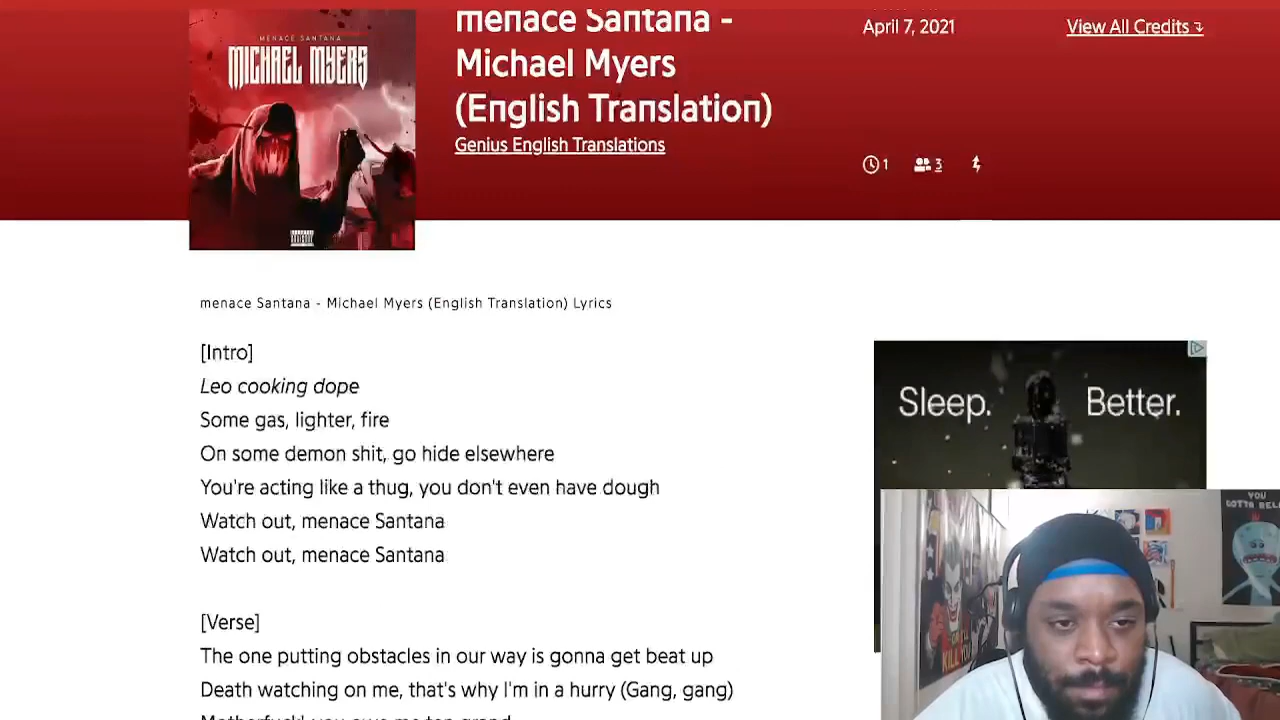 menace Santana -
Michael Myers
(English Translation)
Genius English Translations
April 7, 2021
View All Credits
1
3
MENACE SANTANA
MICHAEL MYERS
menace Santana - Michael Myers (English Translation) Lyrics
[Intro]
Leo cooking dope
Some gas, lighter, fire
On some demon shit, go hide elsewhere
You're acting like a thug, you don't even have dough
Watch out, menace Santana
Watch out, menace Santana
[Verse]
The one putting obstacles in our way is gonna get beat up
Death watching on me, that's why I'm in a hurry (Gang, gang)
Sleep. Better.
YOU
GOTTA
KILL
YOU